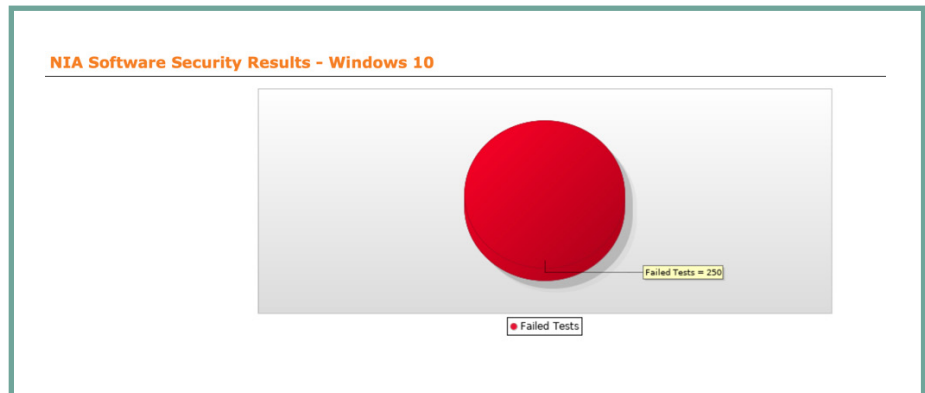 NIA Software Security Results - Windows 10
Failed Tests = 250
Failed Tests